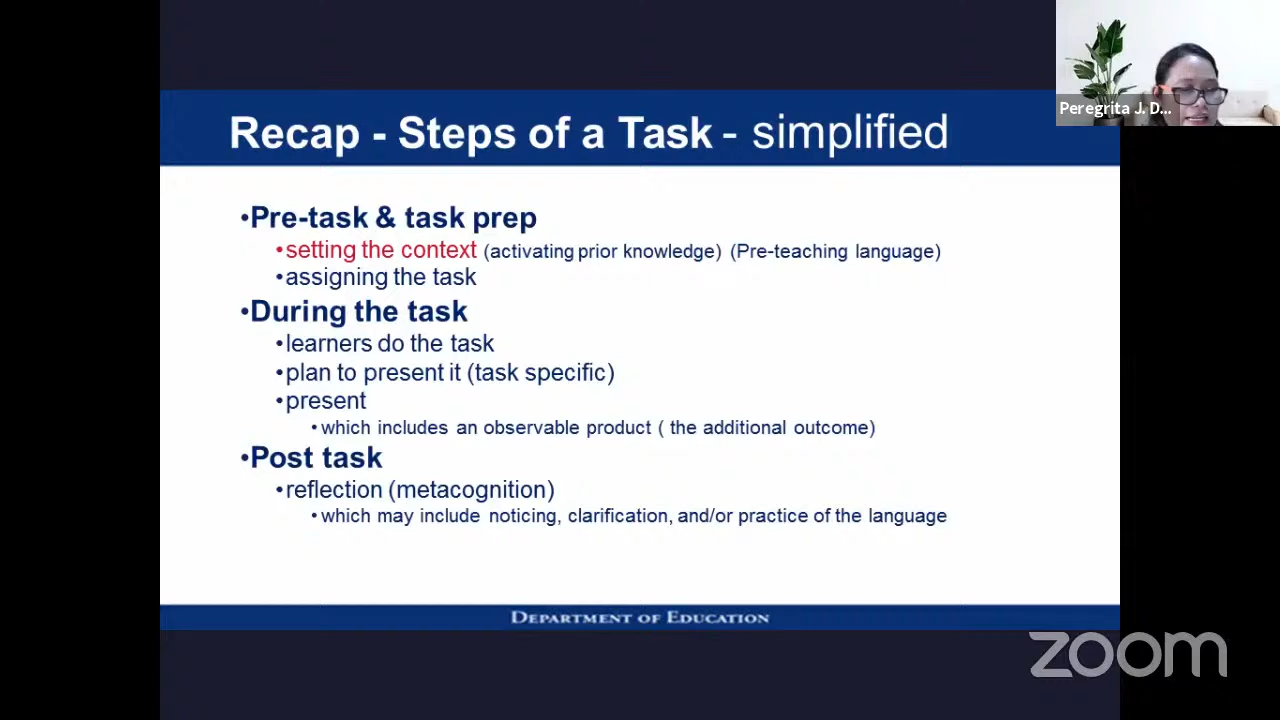 Recap - Steps of a Task - simplified
Peregrita J. D...
•Pre-task & task prep
•setting the context (activating prior knowledge) (Pre-teaching language)
•assigning the task
•During the task
•learners do the task
•plan to present it (task specific)
•present
•which includes an observable product ( the additional outcome)
•Post task
•reflection (metacognition)
•which may include noticing, clarification, and/or practice of the language
DEPARTMENT OF EDUCATION
zoom